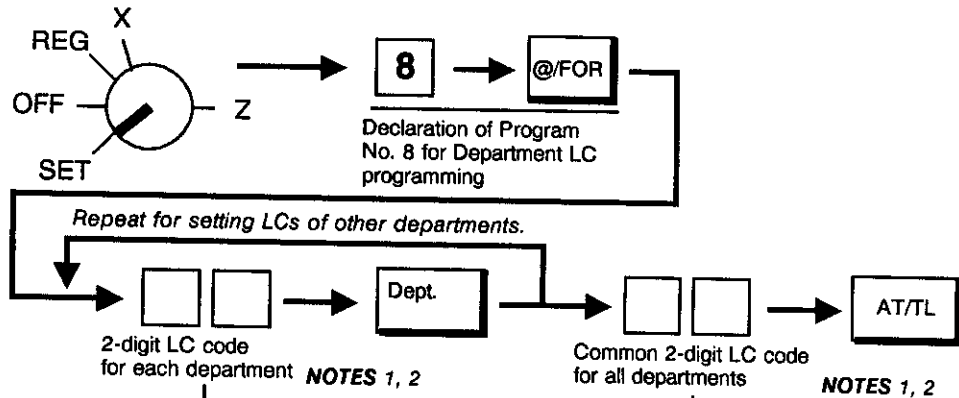 X
REG
OFF
Z
SET
8
@/FOR
Declaration of Program
No. 8 for Department LC
programming
Repeat for setting LCs of other departments.
Dept.
AT/TL
2-digit LC code
for each department NOTES 1, 2
Common 2-digit LC code
for all departments
NOTES 1, 2